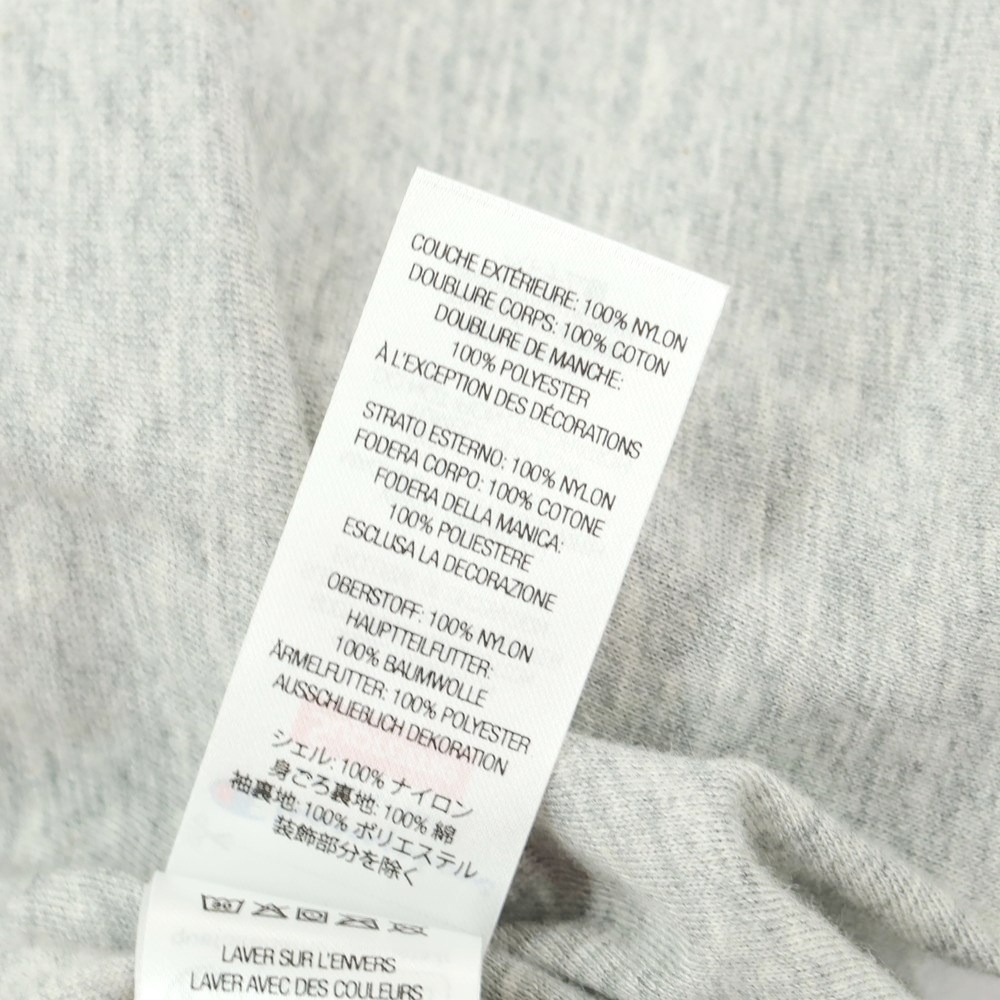 COUCHE EXTÉRIEURE: 100% NYLON
DOUBLURE CORPS: 100% COTON
DOUBLURE DE MANCHE:
100% POLYESTER
À L'EXCEPTION DES DÉCORATIONS
STRATO ESTERNO: 100% NYLON
FODERA CORPO: 100% COTONE
FODERA DELLA MANICA:
100% POLIESTERE
ESCLUSA LA DECORAZIONE
OBERSTOFF: 100% NYLON
HAUPTTEILFUTTER:
100% BAUMWOLLE
ÄRMELFUTTER: 100% POLYESTER
AUSSCHLIEBLICH DEKORATION
シェル: 100% ナイロン
身ごろ裏地: 100% 綿
袖裏地: 100% ポリエステル
装飾部分を除く
LAVER SUR L'ENVERS
LAVER AVEC DES COULEURS